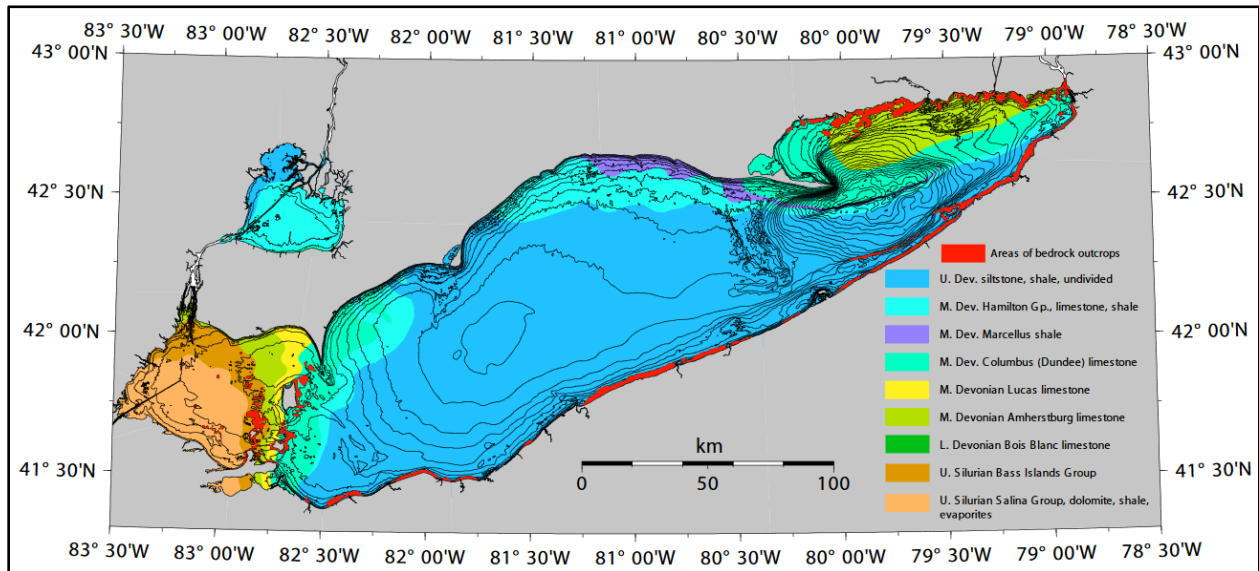 83° 30'W 83° 00'W 82° 30'W 82° 00'W 81° 30'W 81° 00'W 80° 30'W 80° 00'W 79° 30'W 79° 00'W 78° 30'W
43° 00'N 43° 00'N
42° 30'N 42° 30'N
42° 00'N 42° 00'N
41° 30'N 41° 30'N
Areas of bedrock outcrops
U. Dev. siltstone, shale, undivided
M. Dev. Hamilton Gp., limestone, shale
M. Dev. Marcellus shale
M. Dev. Columbus (Dundee) limestone
M. Devonian Lucas limestone
M. Devonian Amherstburg limestone
L. Devonian Bois Blanc limestone
U. Silurian Bass Islands Group
U. Silurian Salina Group, dolomite, shale,
evaporites
km
0 50 100
83° 30'W 83° 00'W 82° 30'W 82° 00'W 81° 30'W 81° 00'W 80° 30'W 80° 00'W 79° 30'W 79° 00'W 78° 30'W